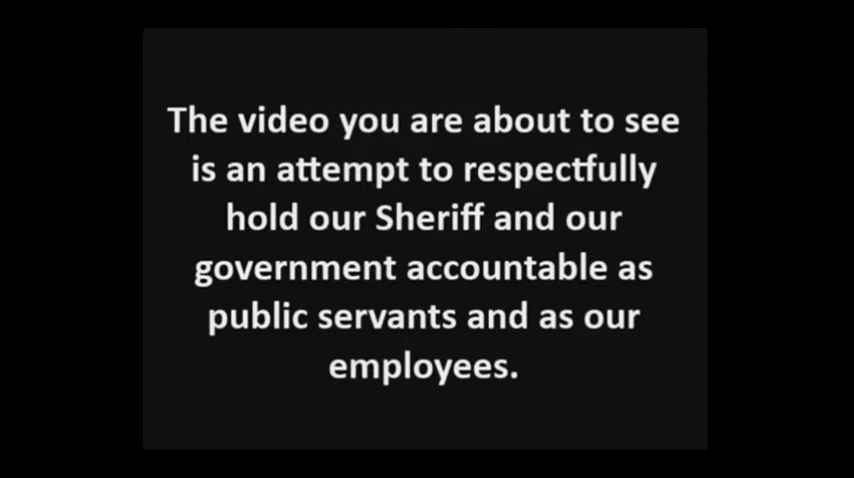 The video you are about to see
is an attempt to respectfully
hold our Sheriff and our
government accountable as
public servants and as our
employees.